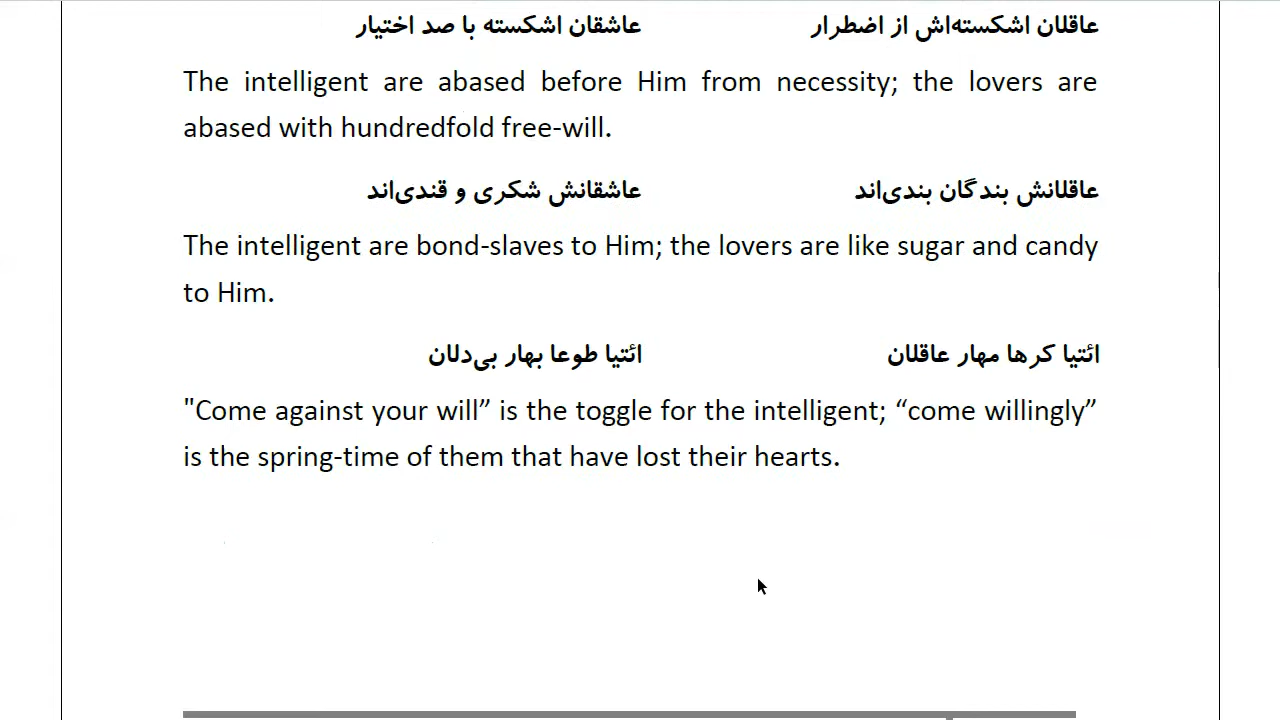 عاقلان اشکسته‌اش از اضطرار عاشقان اشکسته با صد اختیار
The intelligent are abased before Him from necessity; the lovers are
abased with hundredfold free-will.
عاقلانش بندگان بندی‌اند عاشقانش شکری و قندی‌اند
The intelligent are bond-slaves to Him; the lovers are like sugar and candy
to Him.
ائتیا کرها مهار عاقلان ائتیا طوعا بهار بی‌دلان
"Come against your will” is the toggle for the intelligent; “come willingly”
is the spring-time of them that have lost their hearts.